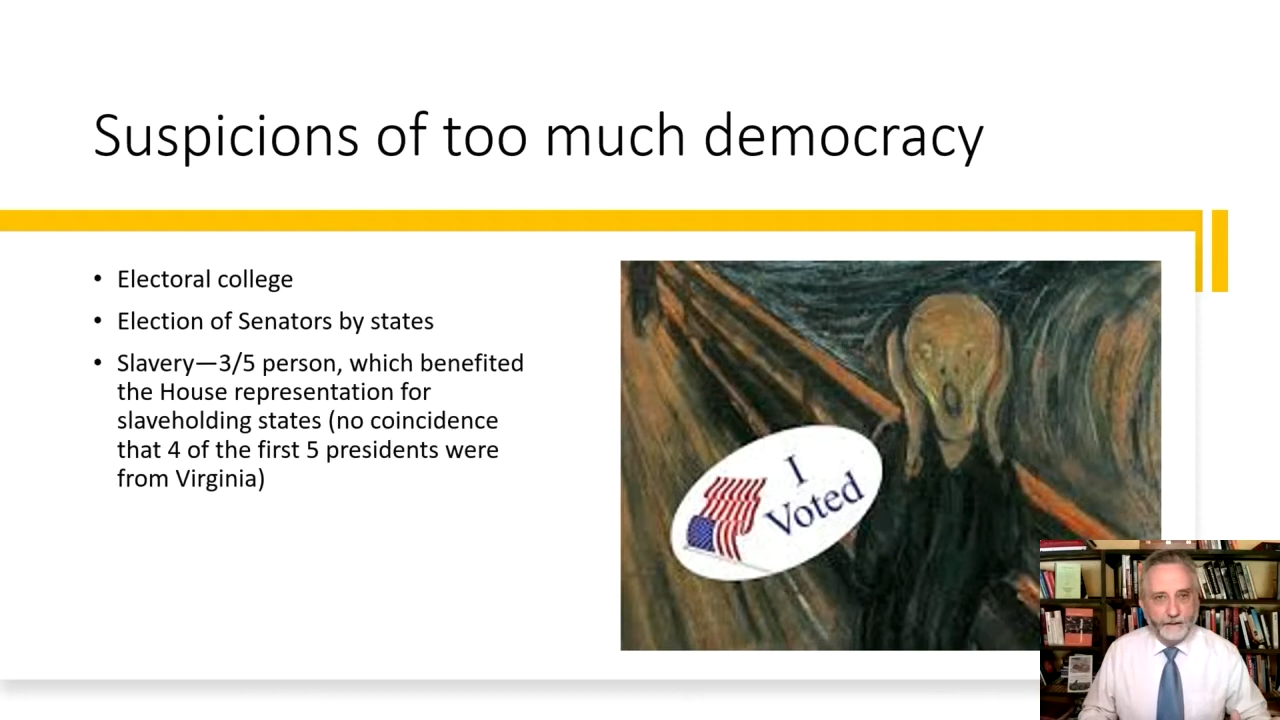 Suspicions of too much democracy
• Electoral college
• Election of Senators by states
• Slavery—3/5 person, which benefited
the House representation for
slaveholding states (no coincidence
that 4 of the first 5 presidents were
from Virginia)
I
Voted